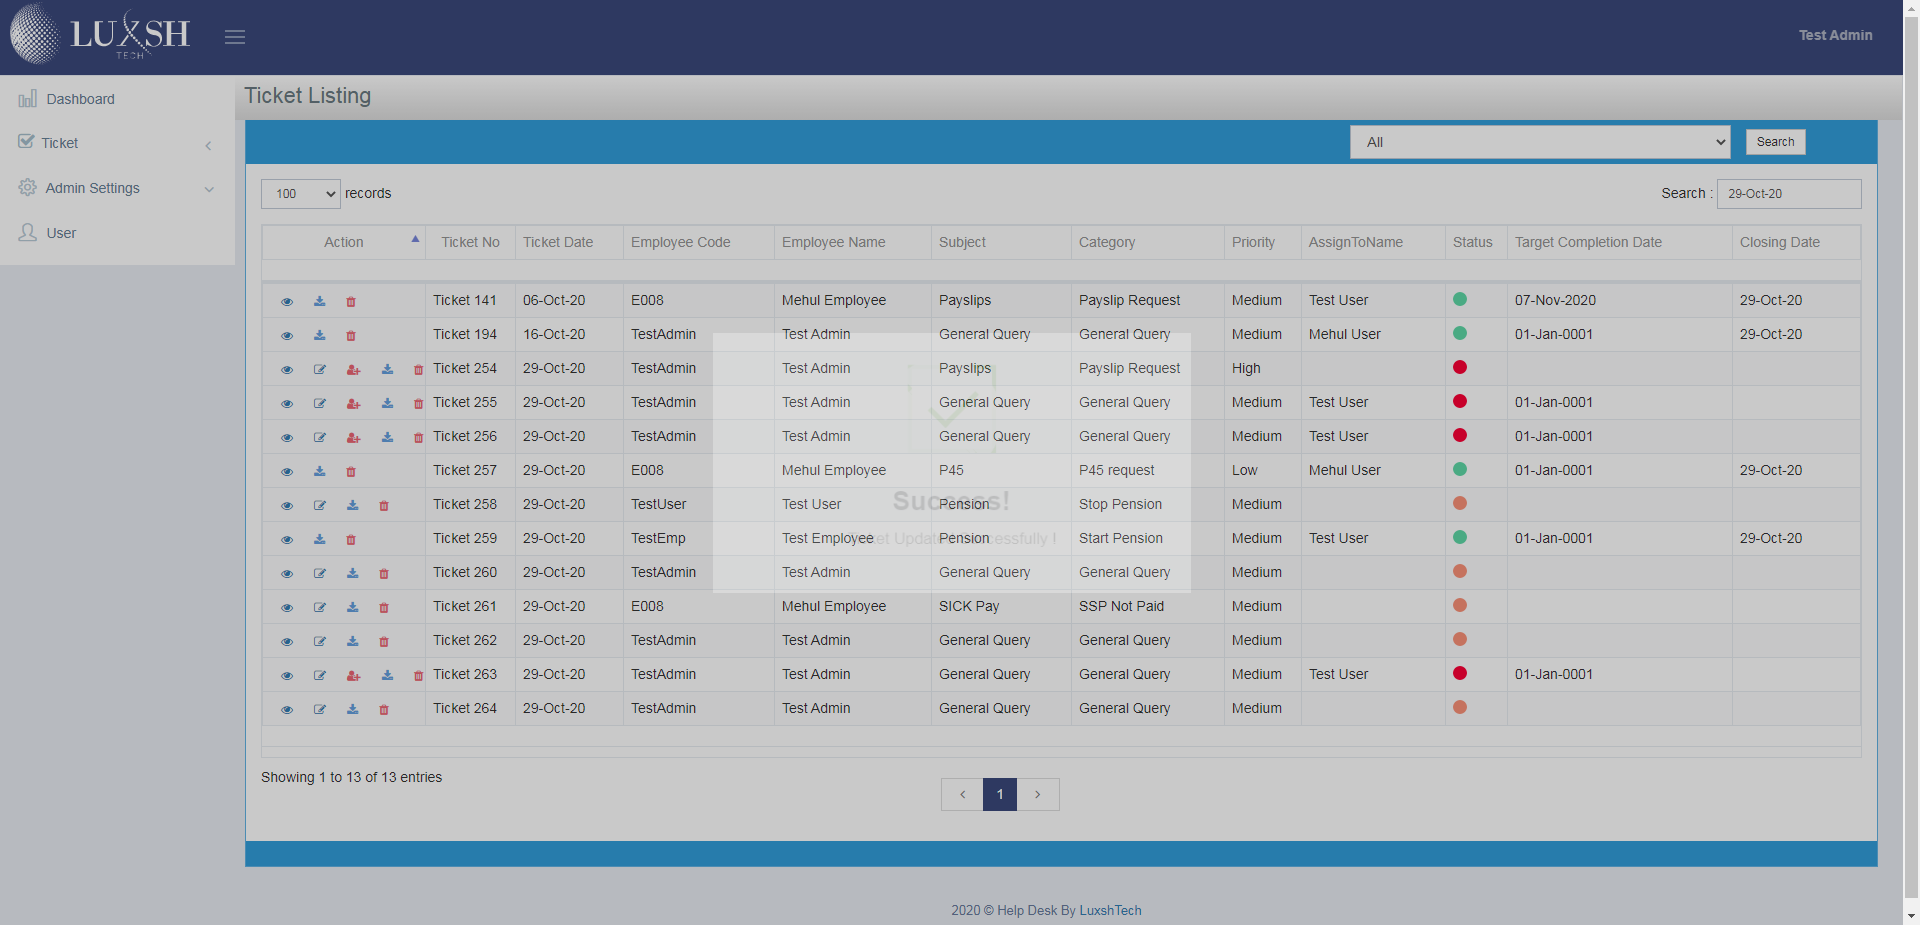 LUXSH
TECH
Test Admin
Dashboard
Ticket
Admin Settings
User
Ticket Listing
All Search
100 records Search : 29-Oct-20
Action Ticket No Ticket Date Employee Code Employee Name Subject Category Priority AssignToName Status Target Completion Date Closing Date
Ticket 141 06-Oct-20 E008 Mehul Employee Payslips Payslip Request Medium Test User 07-Nov-2020 29-Oct-20
Ticket 194 16-Oct-20 TestAdmin Test Admin General Query General Query Medium Mehul User 01-Jan-0001 29-Oct-20
Ticket 254 29-Oct-20 TestAdmin Test Admin Payslips Payslip Request High
Ticket 255 29-Oct-20 TestAdmin Test Admin General Query General Query Medium Test User 01-Jan-0001
Ticket 256 29-Oct-20 TestAdmin Test Admin General Query General Query Medium Test User 01-Jan-0001
Ticket 257 29-Oct-20 E008 Mehul Employee P45 P45 request Low Mehul User 01-Jan-0001 29-Oct-20
Success!
Ticket 258 29-Oct-20 TestUser Test User Pension Stop Pension Medium
Ticket 259 29-Oct-20 TestEmp Test Employee Pension Start Pension Medium Test User 01-Jan-0001 29-Oct-20
Ticket Updated Successfully !
Ticket 260 29-Oct-20 TestAdmin Test Admin General Query General Query Medium
Ticket 261 29-Oct-20 E008 Mehul Employee SICK Pay SSP Not Paid Medium
Ticket 262 29-Oct-20 TestAdmin Test Admin General Query General Query Medium
Ticket 263 29-Oct-20 TestAdmin Test Admin General Query General Query Medium Test User 01-Jan-0001
Ticket 264 29-Oct-20 TestAdmin Test Admin General Query General Query Medium
Showing 1 to 13 of 13 entries
< 1 >
2020 © Help Desk By LuxshTech